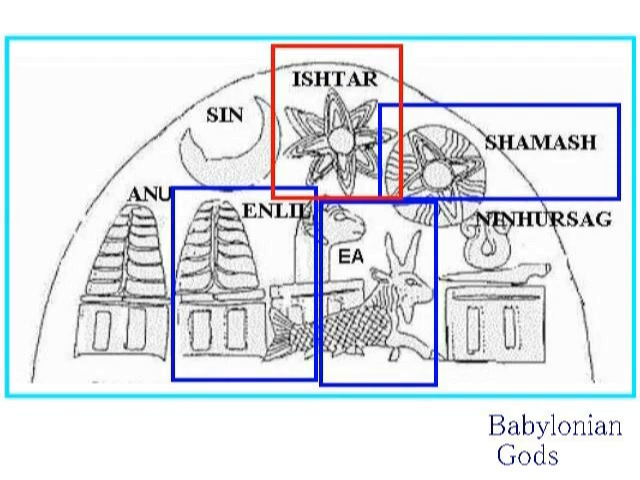 ISHTAR
SIN
SHAMASH
ANU
ENLIL
NINHURSAG
EA
Babylonian
Gods